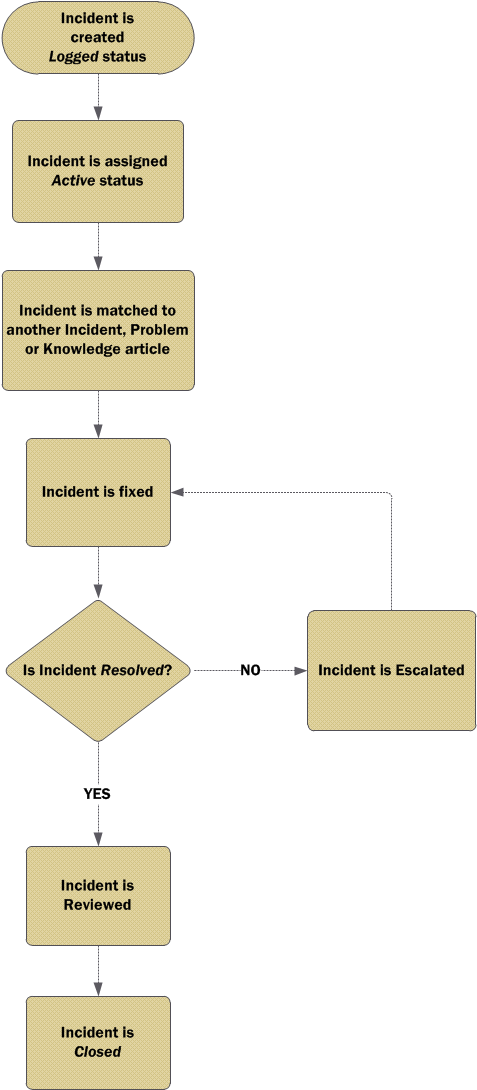 Incident is
created
Logged status
Incident is assigned
Active status
Incident is matched to
another Incident, Problem
or Knowledge article
Incident is fixed
Is Incident Resolved?
NO
Incident is Escalated
YES
Incident is
Reviewed
Incident is
Closed